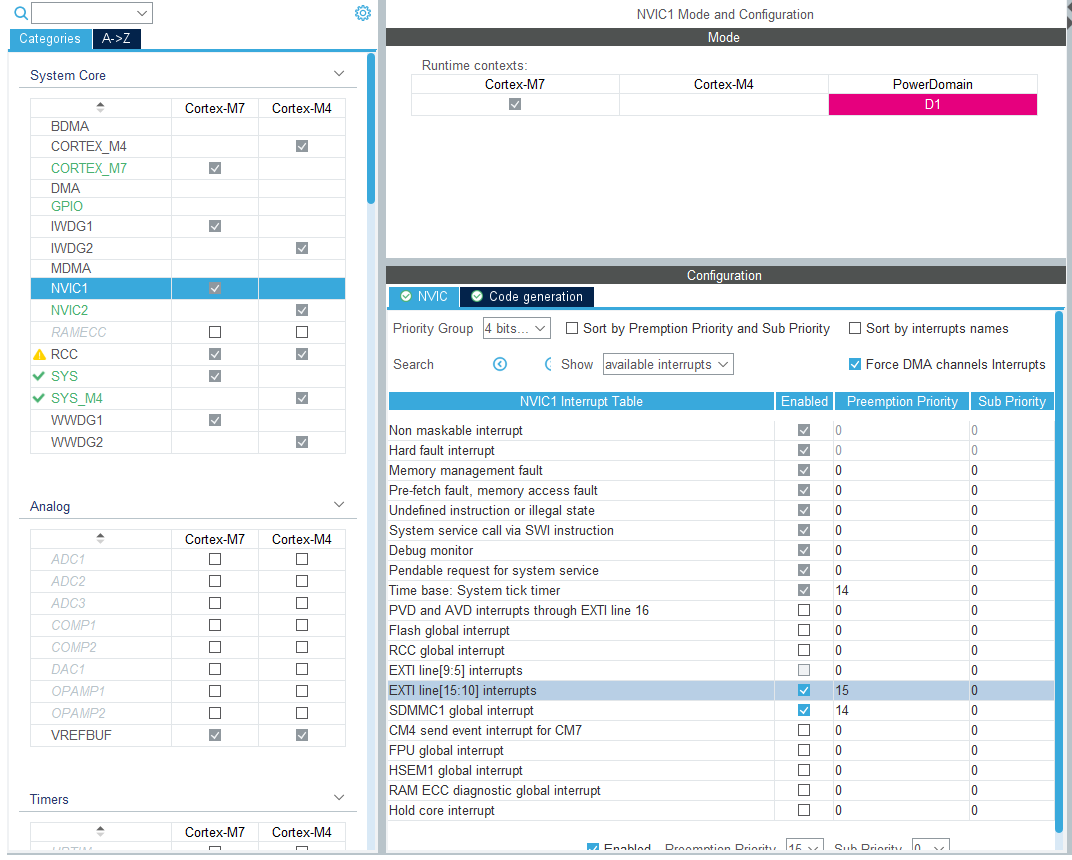 Categories
A->Z
System Core
Cortex-M7 Cortex-M4
BDMA
CORTEX_M4
CORTEX_M7
DMA
GPIO
IWDG1
IWDG2
MDMA
NVIC1
NVIC2
RAMECC
RCC
SYS
SYS_M4
WWDG1
WWDG2
Analog
Cortex-M7 Cortex-M4
ADC1
ADC2
ADC3
COMP1
COMP2
DAC1
OPAMP1
OPAMP2
VREFBUF
Timers
Cortex-M7 Cortex-M4
NVIC1 Mode and Configuration
Mode
Runtime contexts:
Cortex-M7 Cortex-M4 PowerDomain
D1
Configuration
NVIC Code generation
Priority Group 4 bits... Sort by Premption Priority and Sub Priority Sort by interrupts names
Search Show available interrupts Force DMA channels Interrupts
NVIC1 Interrupt Table Enabled Preemption Priority Sub Priority
Non maskable interrupt 0 0
Hard fault interrupt 0 0
Memory management fault 0 0
Pre-fetch fault, memory access fault 0 0
Undefined instruction or illegal state 0 0
System service call via SWI instruction 0 0
Debug monitor 0 0
Pendable request for system service 0 0
Time base: System tick timer 14 0
PVD and AVD interrupts through EXTI line 16 0 0
Flash global interrupt 0 0
RCC global interrupt 0 0
EXTI line[9:5] interrupts 0 0
EXTI line[15:10] interrupts 15 0
SDMMC1 global interrupt 14 0
CM4 send event interrupt for CM7 0 0
FPU global interrupt 0 0
HSEM1 global interrupt 0 0
RAM ECC diagnostic global interrupt 0 0
Hold core interrupt 0 0
Enabled Preemption Priority 15 Sub Priority 0